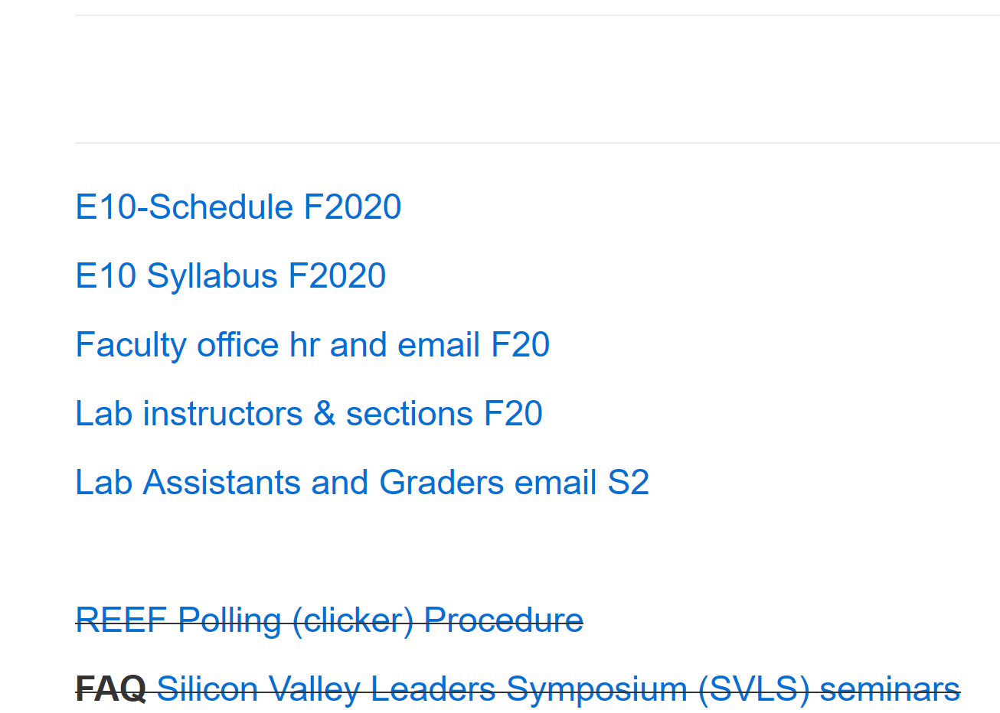 E10-Schedule F2020
E10 Syllabus F2020
Faculty office hr and email F20
Lab instructors & sections F20
Lab Assistants and Graders email S2
REEF Polling (clicker) Procedure
FAQ Silicon Valley Leaders Symposium (SVLS) seminars